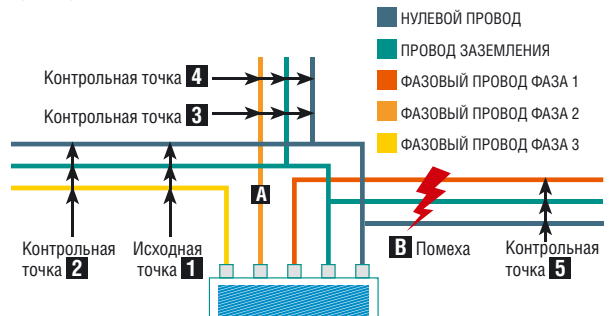 НУЛЕВОЙ ПРОВОД
ПРОВОД ЗАЗЕМЛЕНИЯ
ФАЗОВЫЙ ПРОВОД ФАЗА 1
ФАЗОВЫЙ ПРОВОД ФАЗА 2
ФАЗОВЫЙ ПРОВОД ФАЗА 3
Контрольная точка 4
Контрольная точка 3
A
Контрольная
точка 2
Исходная
точка 1
B Помеха
Контрольная
точка 5